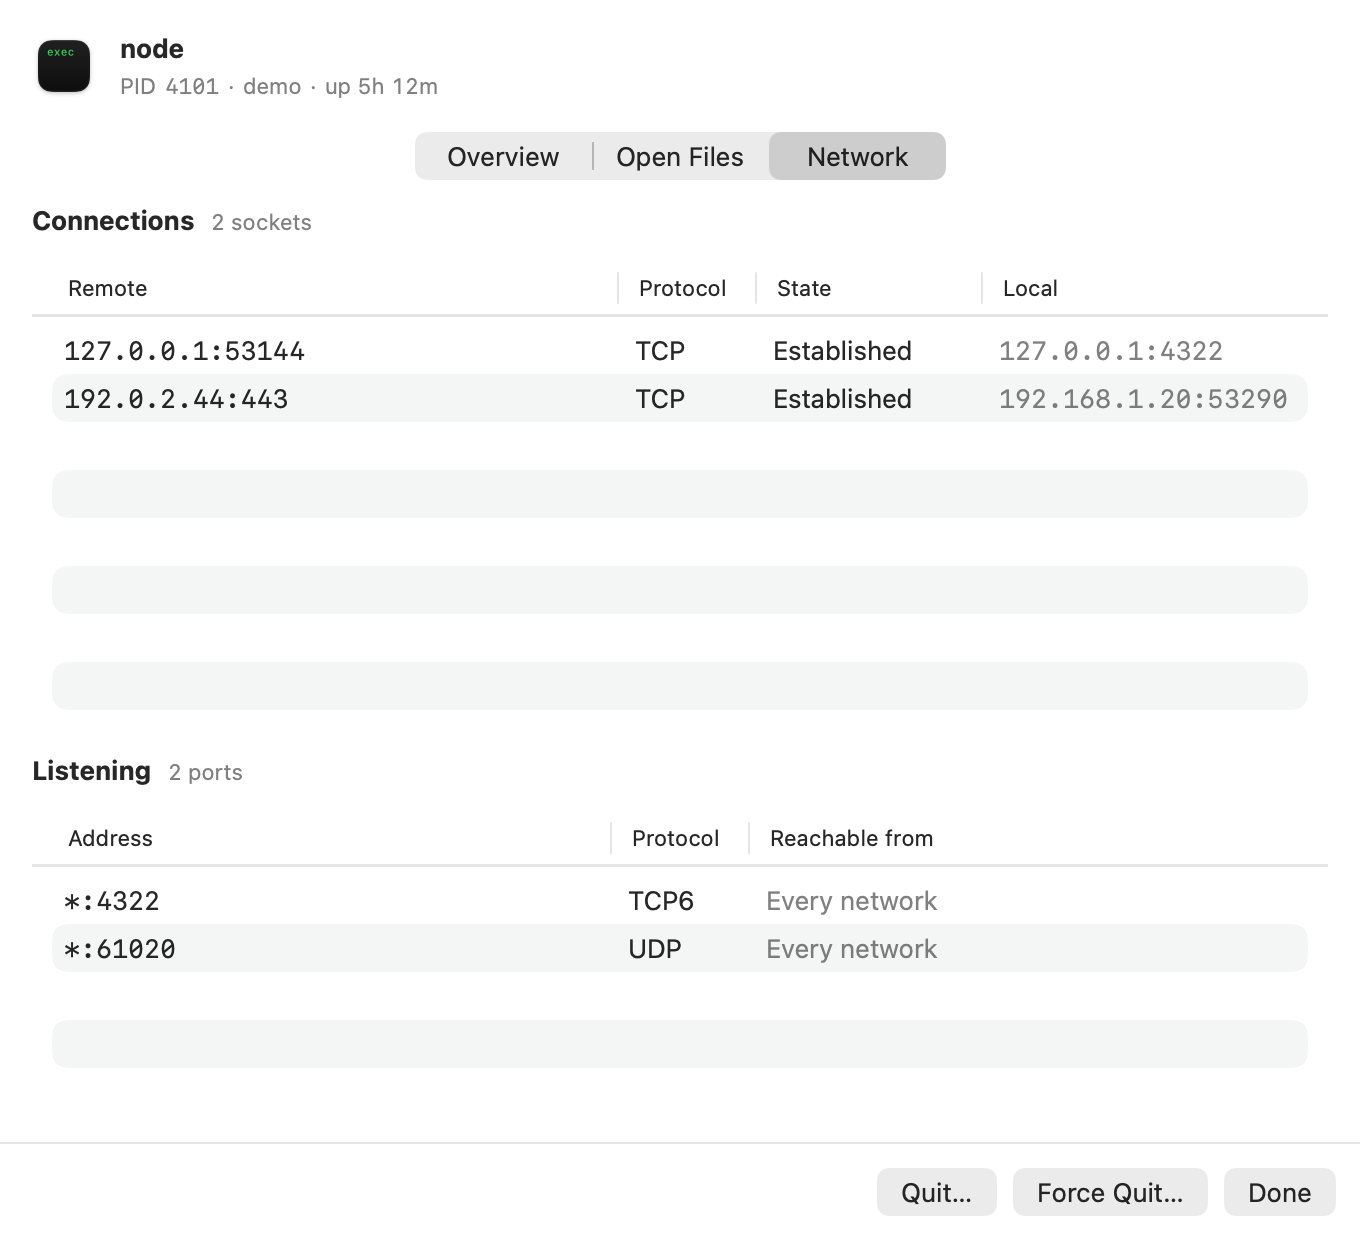 exec
node
PID 4101 · demo · up 5h 12m
Overview Open Files Network
Connections 2 sockets
Remote Protocol State Local
127.0.0.1:53144 TCP Established 127.0.0.1:4322
192.0.2.44:443 TCP Established 192.168.1.20:53290
Listening 2 ports
Address Protocol Reachable from
*:4322 TCP6 Every network
*:61020 UDP Every network
Quit... Force Quit... Done